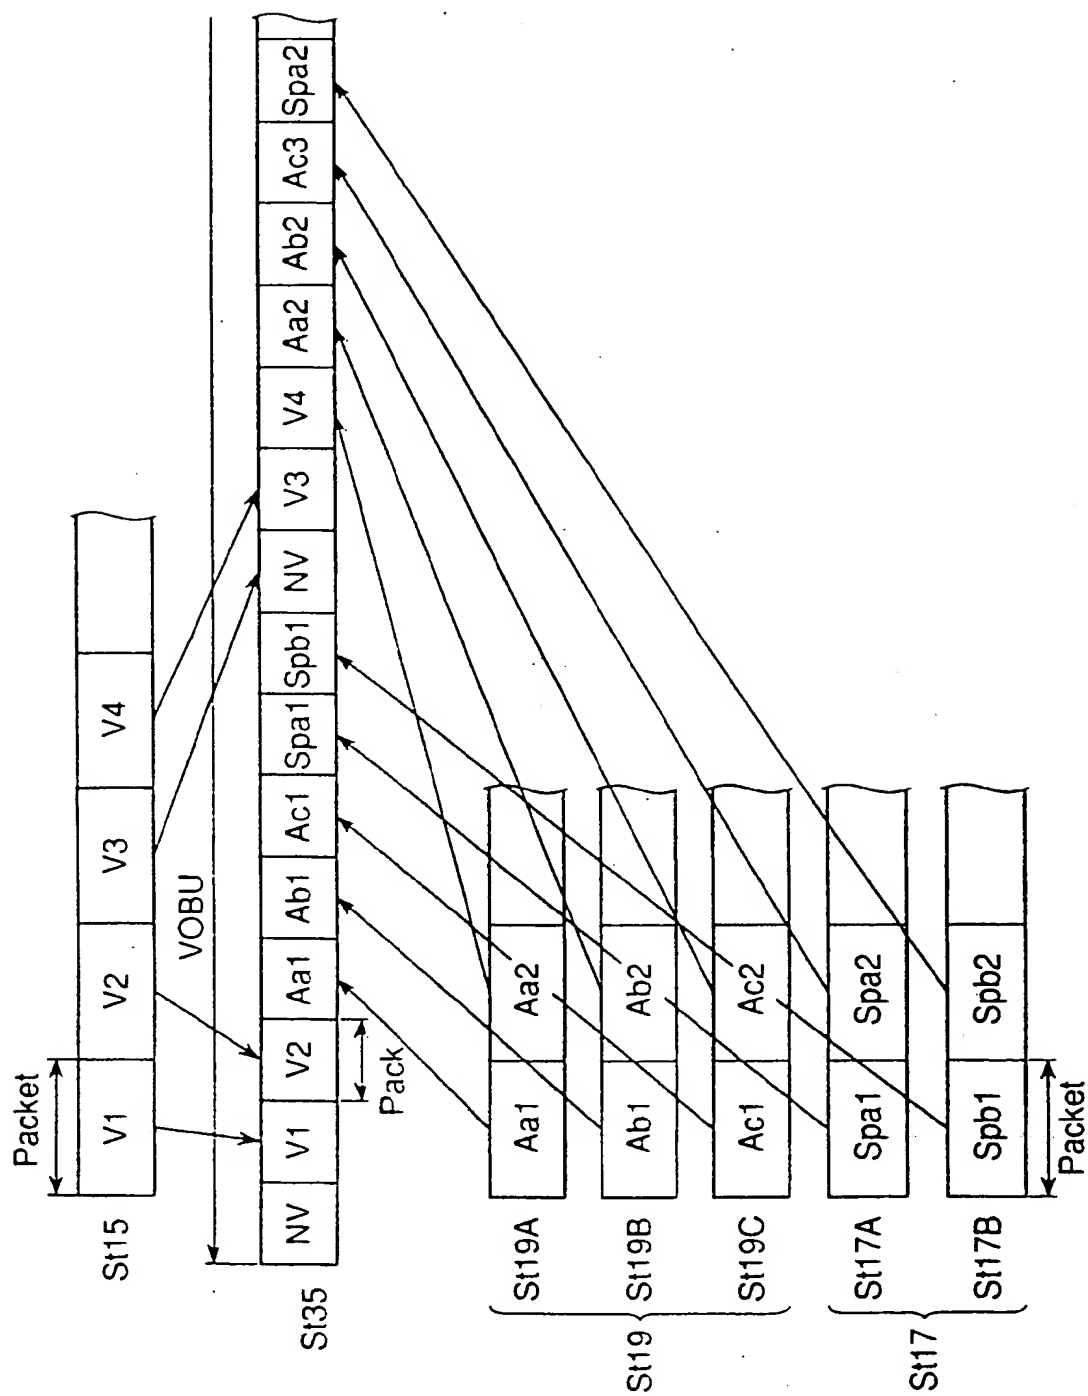 Packet
St15 V1 V2 V3 V4
VOBU
St35 NV V1 V2 Aa1 Ab1 Ac1 Spa1 Spb1 NV V3 V4 Aa2 Ab2 Ac3 Spa2
Pack
St19
St19A Aa1 Aa2
St19B Ab1 Ab2
St19C Ac1 Ac2
St17
St17A Spa1 Spa2
St17B Spb1 Spb2
Packet